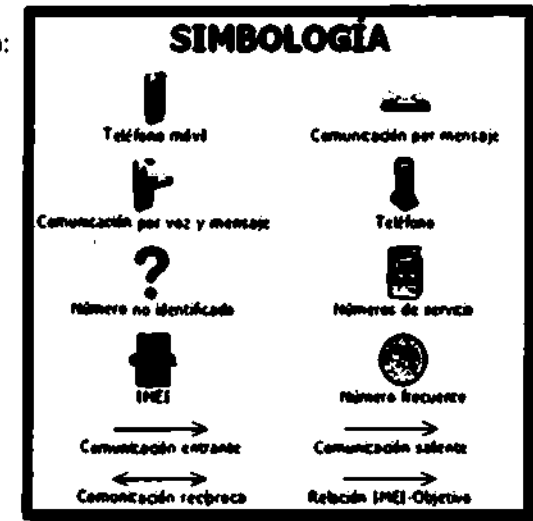 SIMBOLOGÍA
Teléfono móvil
Comunicación por mensaje
Comunicación por voz y mensaje
Teléfono
?
Número no identificado
Números de servicio
IMEI
Número frecuente
Comunicación entrante
Comunicación saliente
Comunicación recíproca
Relación IMEI-Objetivo